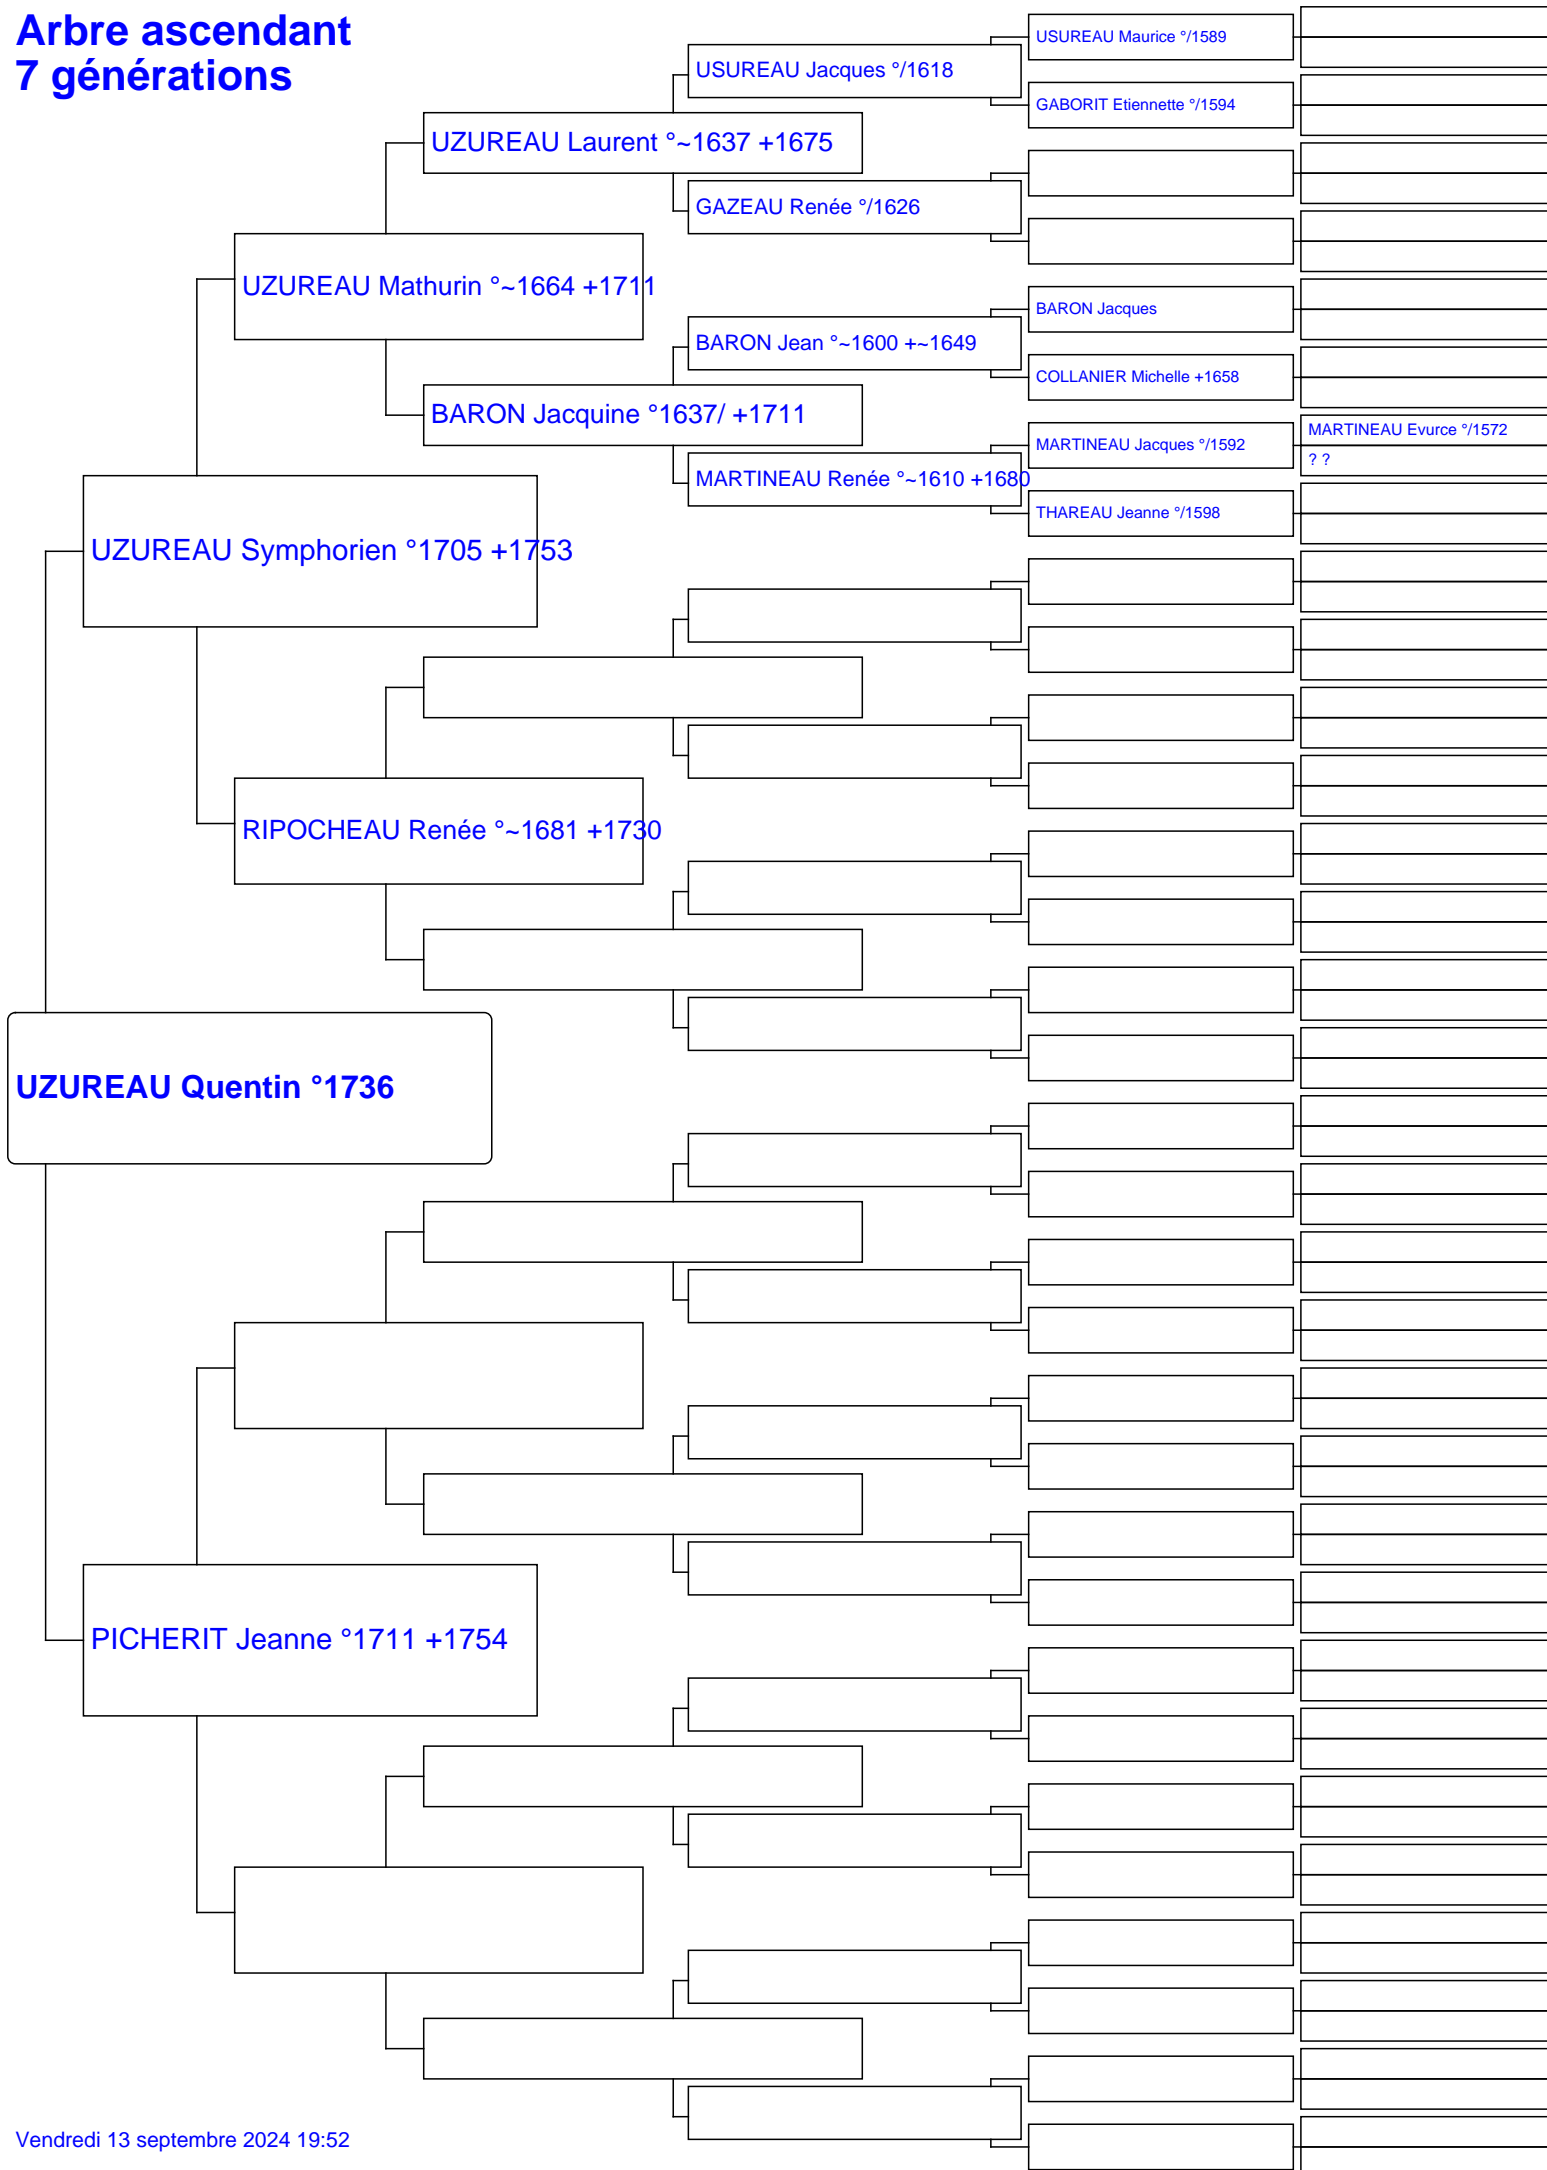 Arbre ascendant
7 générations
USUREAU Maurice °/1589
USUREAU Jacques °/1618
GABORIT Etiennette °/1594
UZUREAU Laurent °~1637 +1675
GAZEAU Renée °/1626
UZUREAU Mathurin °~1664 +1711
BARON Jacques
BARON Jean °~1600 +~1649
COLLANIER Michelle +1658
BARON Jacquine °1637/ +1711
MARTINEAU Evurce °/1572
MARTINEAU Jacques °/1592
? ?
MARTINEAU Renée °~1610 +1680
THAREAU Jeanne °/1598
UZUREAU Symphorien °1705 +1753
RIPOCHEAU Renée °~1681 +1730
UZUREAU Quentin °1736
PICHERIT Jeanne °1711 +1754
Vendredi 13 septembre 2024 19:52